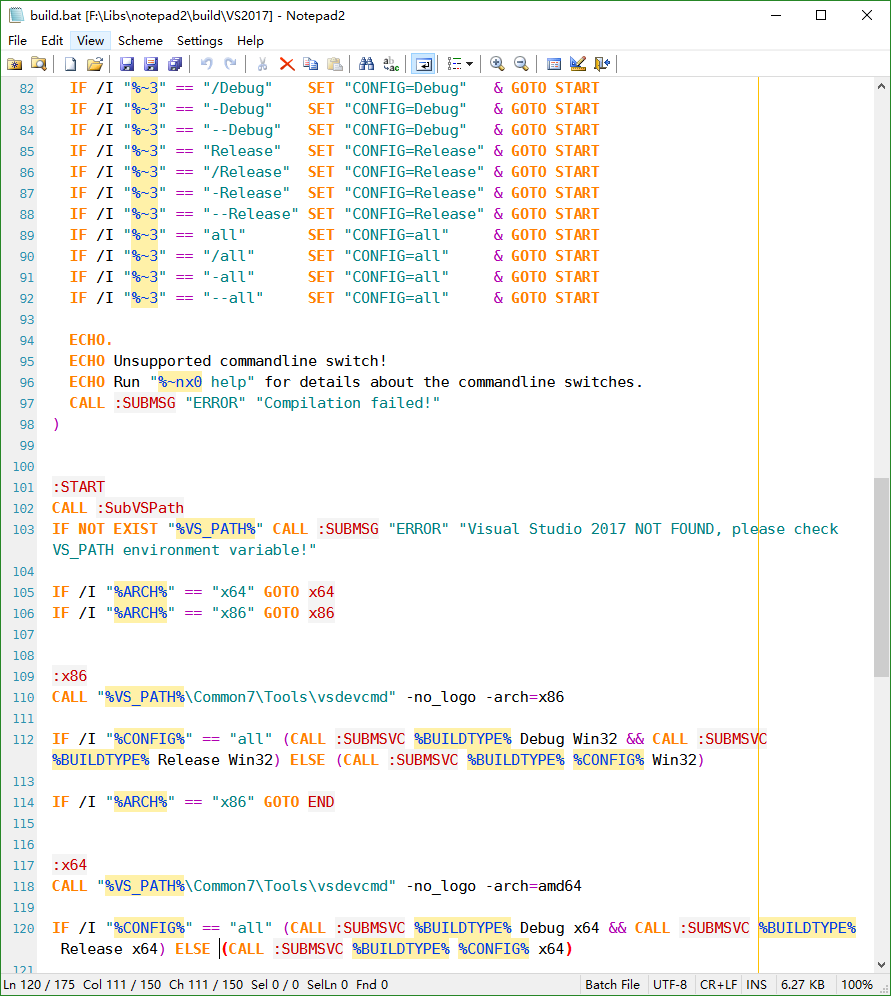 build.bat [F:\Libs\notepad2\build\VS2017] - Notepad2
File Edit View Scheme Settings Help
82 IF /I "%~3" == "/Debug" SET "CONFIG=Debug" & GOTO START
83 IF /I "%~3" == "-Debug" SET "CONFIG=Debug" & GOTO START
84 IF /I "%~3" == "--Debug" SET "CONFIG=Debug" & GOTO START
85 IF /I "%~3" == "Release" SET "CONFIG=Release" & GOTO START
86 IF /I "%~3" == "/Release" SET "CONFIG=Release" & GOTO START
87 IF /I "%~3" == "-Release" SET "CONFIG=Release" & GOTO START
88 IF /I "%~3" == "--Release" SET "CONFIG=Release" & GOTO START
89 IF /I "%~3" == "all" SET "CONFIG=all" & GOTO START
90 IF /I "%~3" == "/all" SET "CONFIG=all" & GOTO START
91 IF /I "%~3" == "-all" SET "CONFIG=all" & GOTO START
92 IF /I "%~3" == "--all" SET "CONFIG=all" & GOTO START
93
94 ECHO.
95 ECHO Unsupported commandline switch!
96 ECHO Run "%~nx0 help" for details about the commandline switches.
97 CALL :SUBMSG "ERROR" "Compilation failed!"
98 )
99
100
101 :START
102 CALL :SubVSPath
103 IF NOT EXIST "%VS_PATH%" CALL :SUBMSG "ERROR" "Visual Studio 2017 NOT FOUND, please check
VS_PATH environment variable!"
104
105 IF /I "%ARCH%" == "x64" GOTO x64
106 IF /I "%ARCH%" == "x86" GOTO x86
107
108
109 :x86
110 CALL "%VS_PATH%\Common7\Tools\vsdevcmd" -no_logo -arch=x86
111
112 IF /I "%CONFIG%" == "all" (CALL :SUBMSVC %BUILDTYPE% Debug Win32 && CALL :SUBMSVC
%BUILDTYPE% Release Win32) ELSE (CALL :SUBMSVC %BUILDTYPE% %CONFIG% Win32)
113
114 IF /I "%ARCH%" == "x86" GOTO END
115
116
117 :x64
118 CALL "%VS_PATH%\Common7\Tools\vsdevcmd" -no_logo -arch=amd64
119
120 IF /I "%CONFIG%" == "all" (CALL :SUBMSVC %BUILDTYPE% Debug x64 && CALL :SUBMSVC %BUILDTYPE%
Release x64) ELSE (CALL :SUBMSVC %BUILDTYPE% %CONFIG% x64)
121
Ln 120 / 175 Col 111 / 150 Ch 111 / 150 Sel 0 / 0 SelLn 0 Fnd 0 Batch File UTF-8 CR+LF INS 6.27 KB 100%